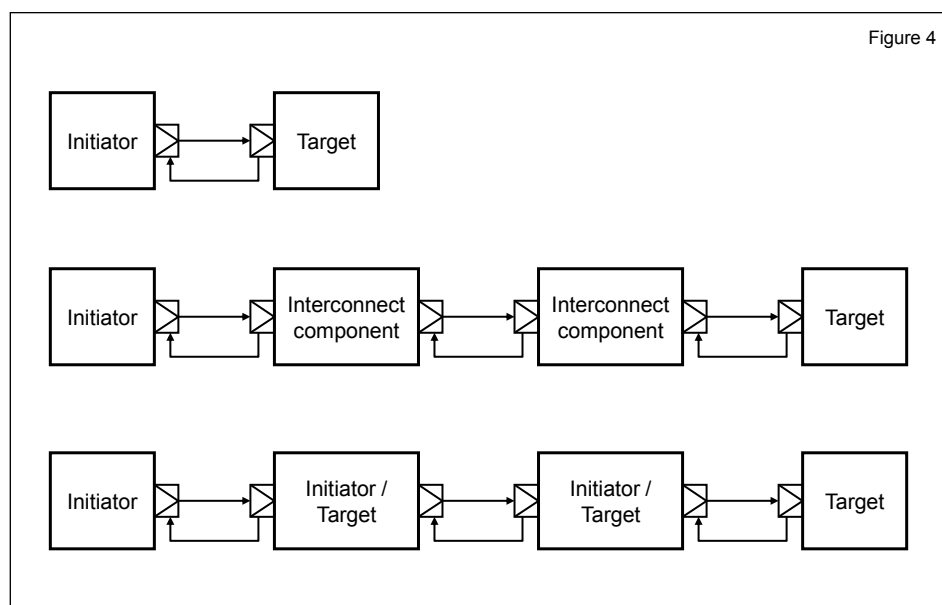 Figure 4
Initiator
Target
Initiator
Interconnect
component
Interconnect
component
Target
Initiator
Initiator /
Target
Initiator /
Target
Target